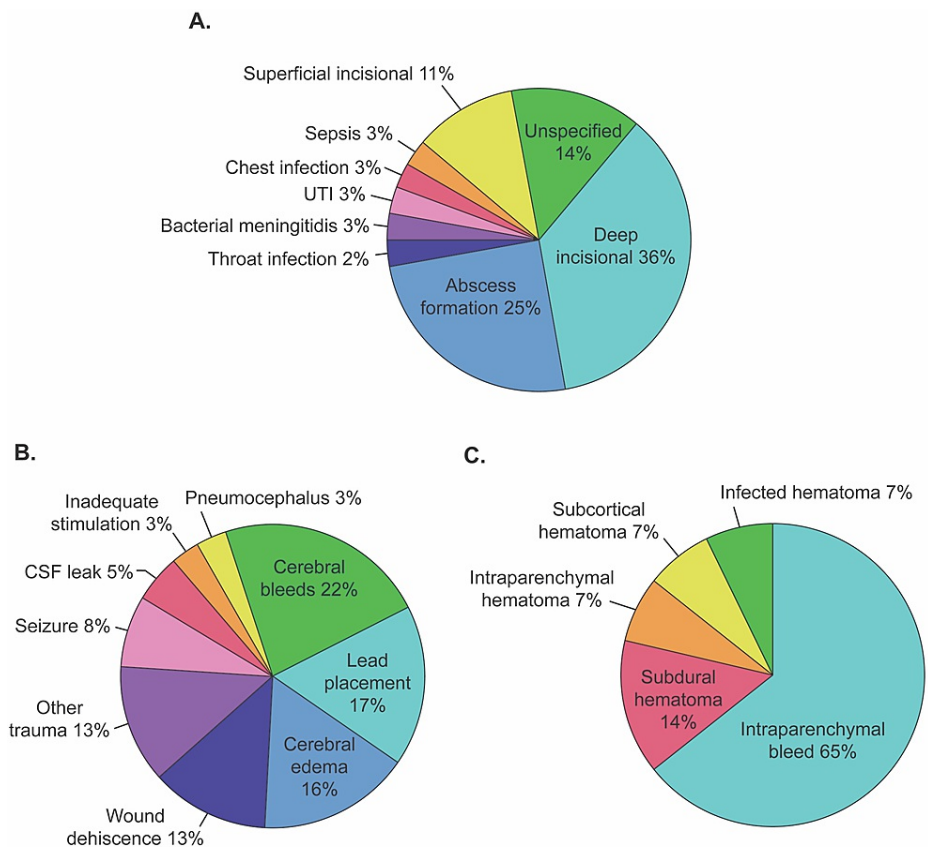 A.
Superficial incisional 11%
Unspecified
14%
Sepsis 3%
Chest infection 3%
UTI 3%
Bacterial meningitidis 3%
Throat infection 2%
Deep
incisional 36%
Abscess
formation 25%
B.
Pneumocephalus 3%
Inadequate
stimulation 3%
CSF leak 5%
Seizure 8%
Other
trauma 13%
Wound
dehiscence 13%
Cerebral
bleeds 22%
Lead
placement
17%
Cerebral
edema
16%
C.
Infected hematoma 7%
Subcortical
hematoma 7%
Intraparenchymal
hematoma 7%
Subdural
hematoma
14%
Intraparenchymal
bleed 65%